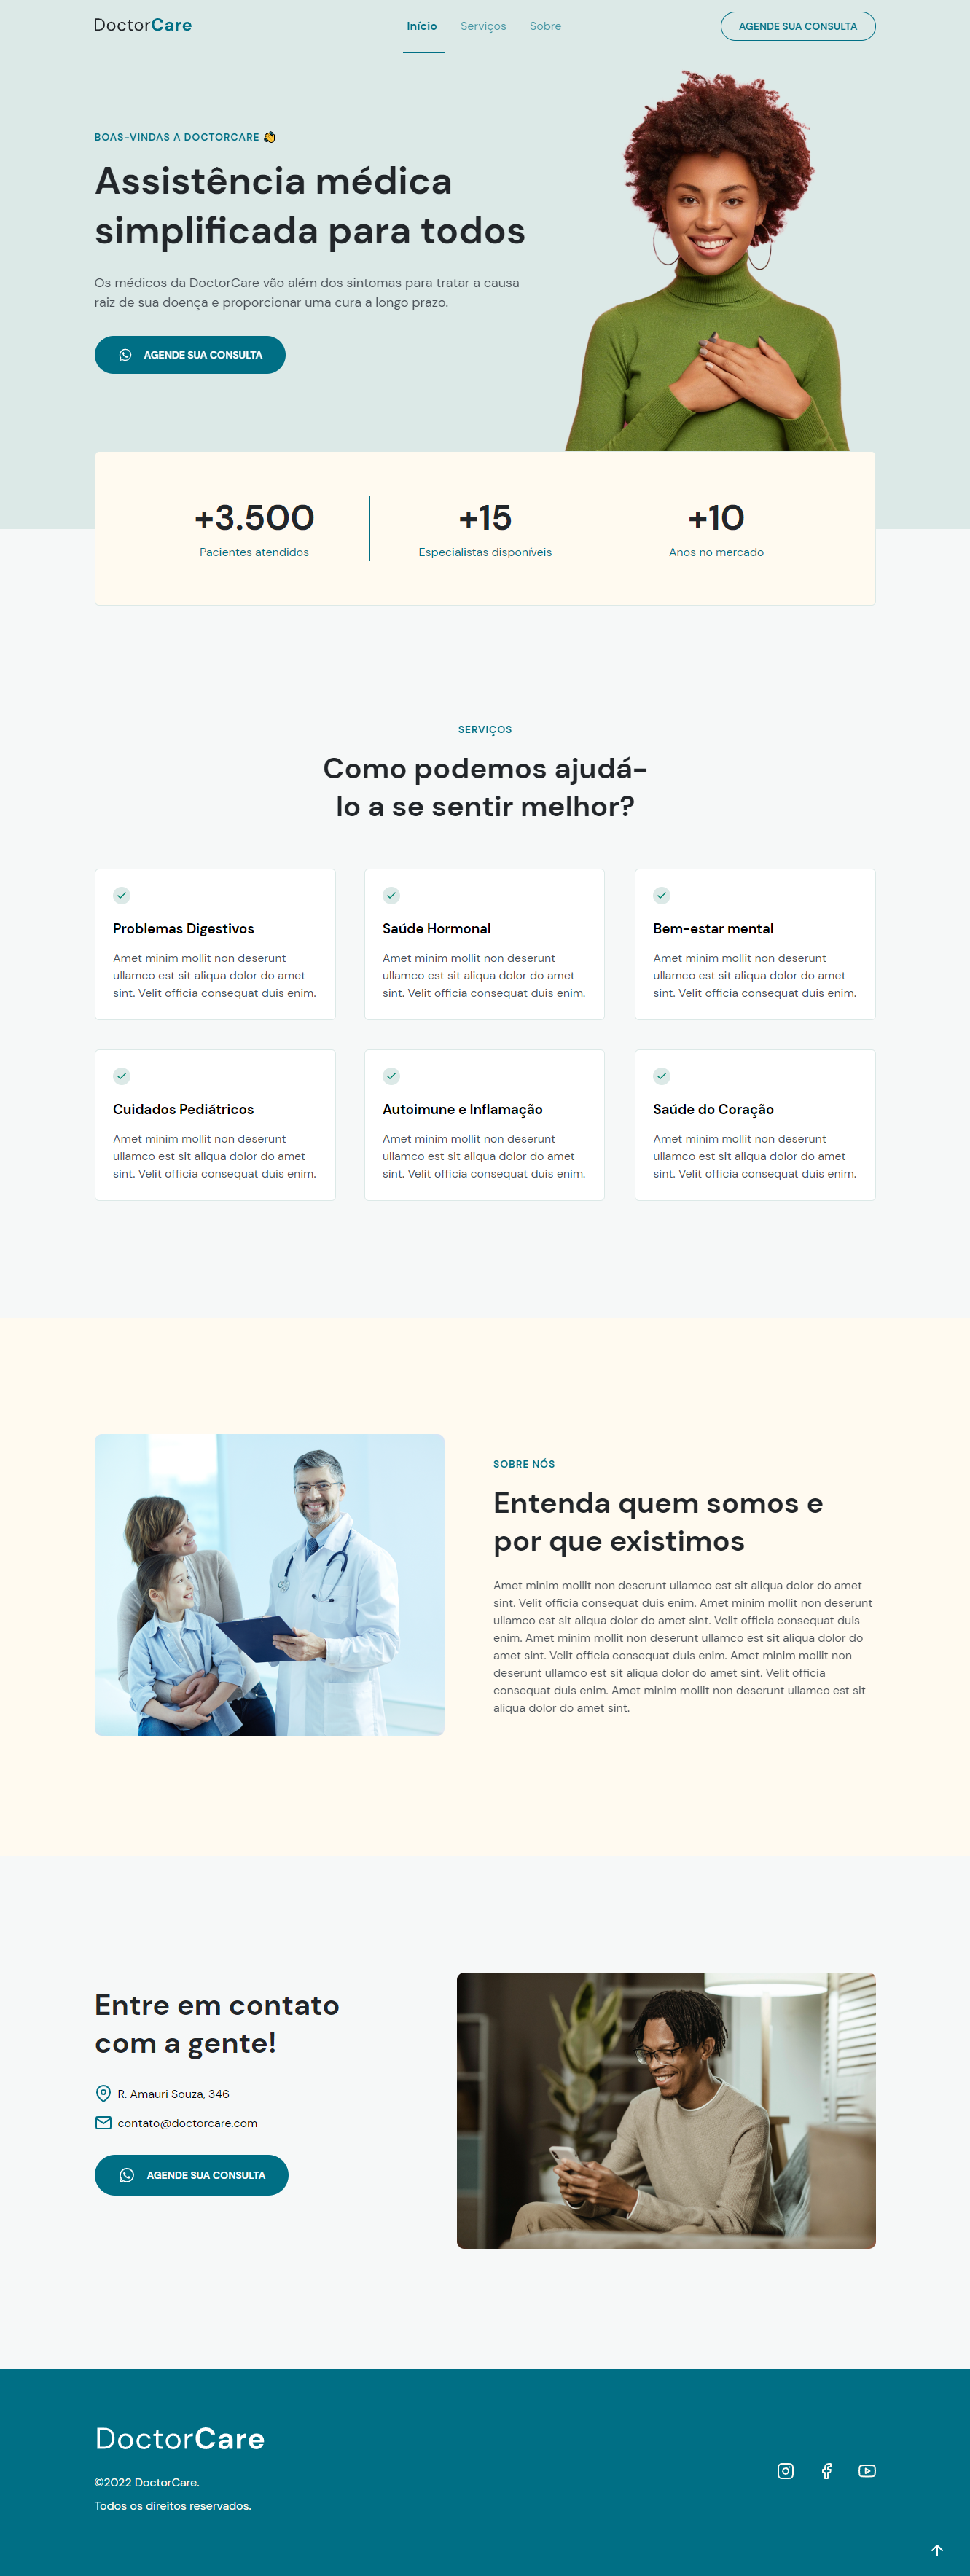 DoctorCare
Início
Serviços
Sobre
AGENDE SUA CONSULTA
BOAS-VINDAS A DOCTORCARE 👋
Assistência médica
simplificada para todos
Os médicos da DoctorCare vão além dos sintomas para tratar a causa
raiz de sua doença e proporcionar uma cura a longo prazo.
AGENDE SUA CONSULTA
+3.500
Pacientes atendidos
+15
Especialistas disponíveis
+10
Anos no mercado
SERVIÇOS
Como podemos ajudá-
lo a se sentir melhor?
Problemas Digestivos
Amet minim mollit non deserunt
ullamco est sit aliqua dolor do amet
sint. Velit officia consequat duis enim.
Saúde Hormonal
Amet minim mollit non deserunt
ullamco est sit aliqua dolor do amet
sint. Velit officia consequat duis enim.
Bem-estar mental
Amet minim mollit non deserunt
ullamco est sit aliqua dolor do amet
sint. Velit officia consequat duis enim.
Cuidados Pediátricos
Amet minim mollit non deserunt
ullamco est sit aliqua dolor do amet
sint. Velit officia consequat duis enim.
Autoimune e Inflamação
Amet minim mollit non deserunt
ullamco est sit aliqua dolor do amet
sint. Velit officia consequat duis enim.
Saúde do Coração
Amet minim mollit non deserunt
ullamco est sit aliqua dolor do amet
sint. Velit officia consequat duis enim.
SOBRE NÓS
Entenda quem somos e
por que existimos
Amet minim mollit non deserunt ullamco est sit aliqua dolor do amet
sint. Velit officia consequat duis enim. Amet minim mollit non deserunt
ullamco est sit aliqua dolor do amet sint. Velit officia consequat duis
enim. Amet minim mollit non deserunt ullamco est sit aliqua dolor do
amet sint. Velit officia consequat duis enim. Amet minim mollit non
deserunt ullamco est sit aliqua dolor do amet sint. Velit officia
consequat duis enim. Amet minim mollit non deserunt ullamco est sit
aliqua dolor do amet sint.
Entre em contato
com a gente!
R. Amauri Souza, 346
contato@doctorcare.com
AGENDE SUA CONSULTA
DoctorCare
©2022 DoctorCare.
Todos os direitos reservados.